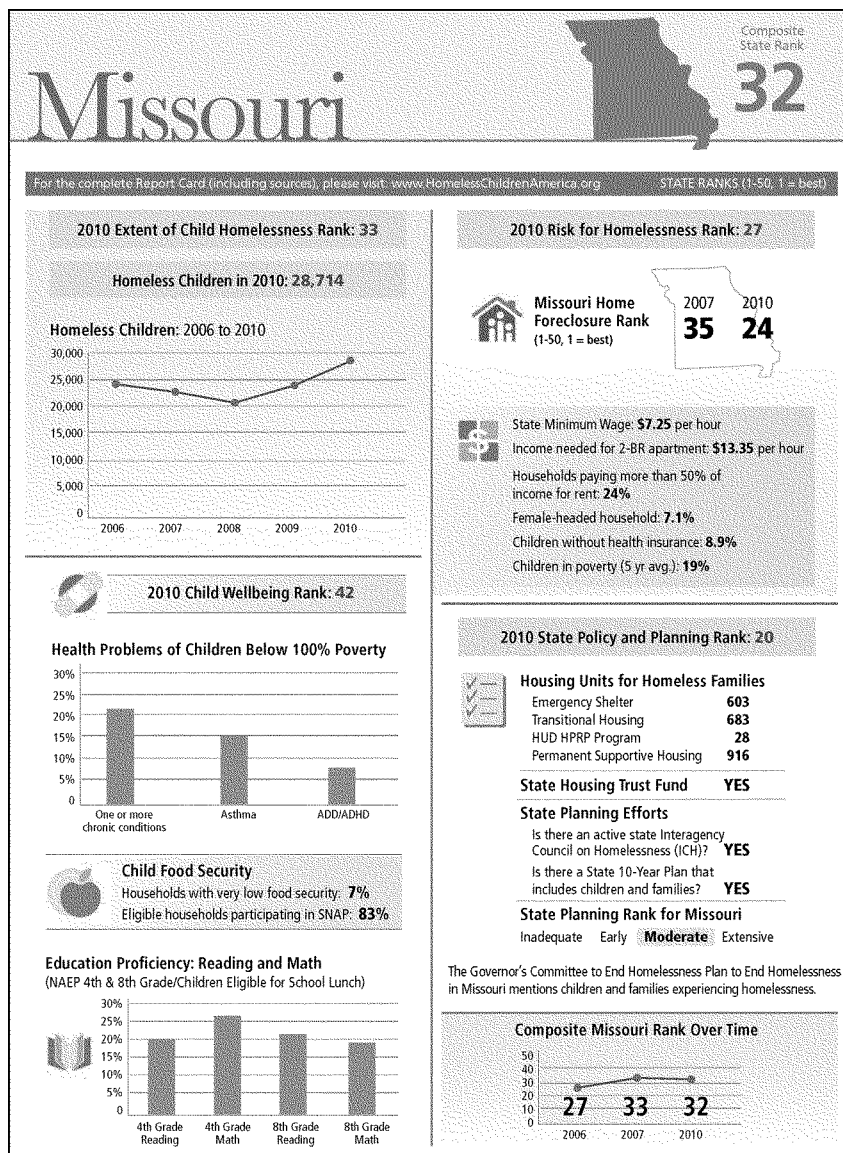 Missouri
Composite
State Rank
32
For the complete Report Card (including sources), please visit: www.HomelessChildrenAmerica.org STATE RANKS (1-50, 1 = best)
2010 Extent of Child Homelessness Rank: 33
Homeless Children in 2010: 28,714
Homeless Children: 2006 to 2010
30,000
25,000
20,000
15,000
10,000
5,000
0
2006 2007 2008 2009 2010
2010 Child Wellbeing Rank: 42
Health Problems of Children Below 100% Poverty
30%
25%
20%
15%
10%
5%
0
One or more
chronic conditions
Asthma
ADD/ADHD
Child Food Security
Households with very low food security: 7%
Eligible households participating in SNAP: 83%
Education Proficiency: Reading and Math
(NAEP 4th & 8th Grade/Children Eligible for School Lunch)
30%
25%
20%
15%
10%
5%
0
4th Grade
Reading
4th Grade
Math
8th Grade
Reading
8th Grade
Math
2010 Risk for Homelessness Rank: 27
Missouri Home
Foreclosure Rank
(1-50, 1 = best)
2007 2010
35 24
$
State Minimum Wage: $7.25 per hour
Income needed for 2-BR apartment: $13.35 per hour
Households paying more than 50% of
income for rent: 24%
Female-headed household: 7.1%
Children without health insurance: 8.9%
Children in poverty (5 yr avg.): 19%
2010 State Policy and Planning Rank: 20
Housing Units for Homeless Families
Emergency Shelter 603
Transitional Housing 683
HUD HPRP Program 28
Permanent Supportive Housing 916
State Housing Trust Fund YES
State Planning Efforts
Is there an active state Interagency
Council on Homelessness (ICH)? YES
Is there a State 10-Year Plan that
includes children and families? YES
State Planning Rank for Missouri
Inadequate Early Moderate Extensive
The Governor's Committee to End Homelessness Plan to End Homelessness
in Missouri mentions children and families experiencing homelessness.
Composite Missouri Rank Over Time
50
40
30
20
10
0
27 33 32
2006 2007 2010